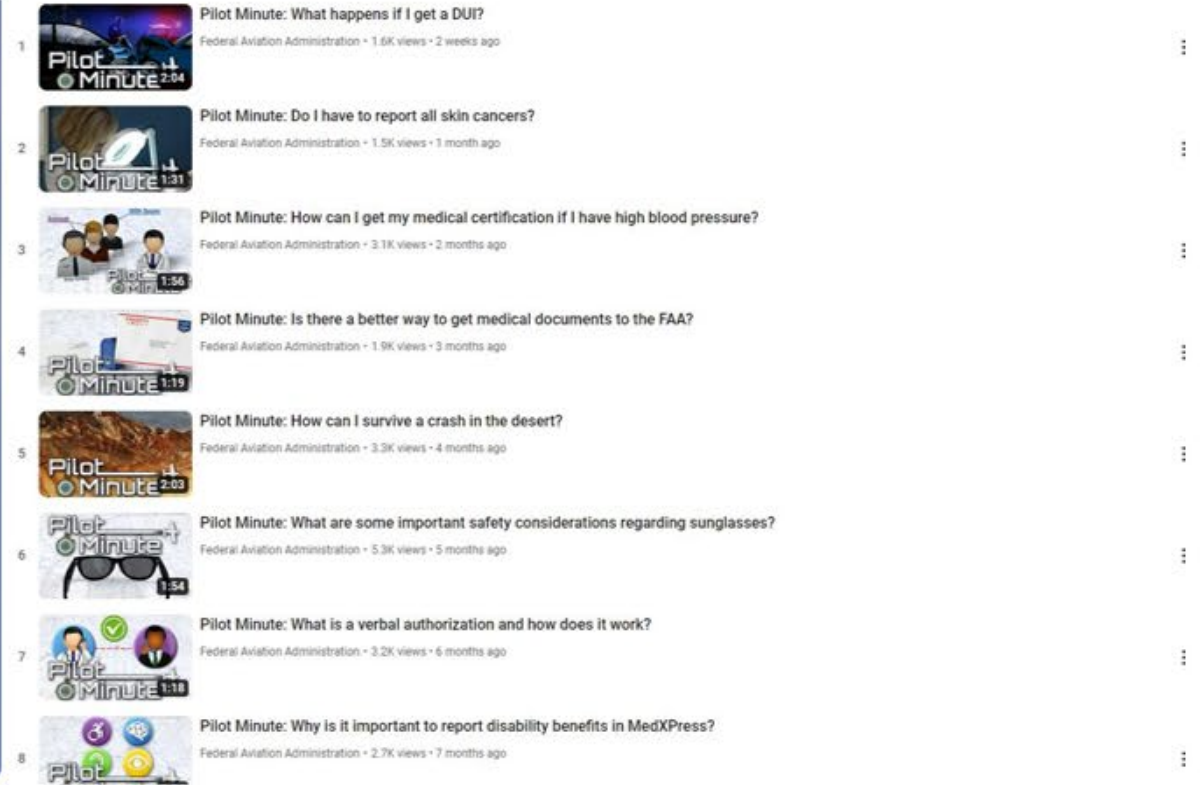 Pilot Minute: What happens if I get a DUI?
Federal Aviation Administration • 1.6K views • 2 weeks ago
1
Pilot
Minute
2:04
Pilot Minute: Do I have to report all skin cancers?
Federal Aviation Administration • 1.5K views • 1 month ago
2
Pilot
Minute
1:31
Pilot Minute: How can I get my medical certification if I have high blood pressure?
Federal Aviation Administration • 3.1K views • 2 months ago
3
Pilot
Minute
1:56
Pilot Minute: Is there a better way to get medical documents to the FAA?
Federal Aviation Administration • 1.9K views • 3 months ago
4
Pilot
Minute
1:19
Pilot Minute: How can I survive a crash in the desert?
Federal Aviation Administration • 3.3K views • 4 months ago
5
Pilot
Minute
2:03
Pilot Minute: What are some important safety considerations regarding sunglasses?
Federal Aviation Administration • 5.3K views • 5 months ago
6
Pilot
Minute
1:54
Pilot Minute: What is a verbal authorization and how does it work?
Federal Aviation Administration • 3.2K views • 6 months ago
7
Pilot
Minute
1:18
Pilot Minute: Why is it important to report disability benefits in MedXPress?
Federal Aviation Administration • 2.7K views • 7 months ago
8
Pilot